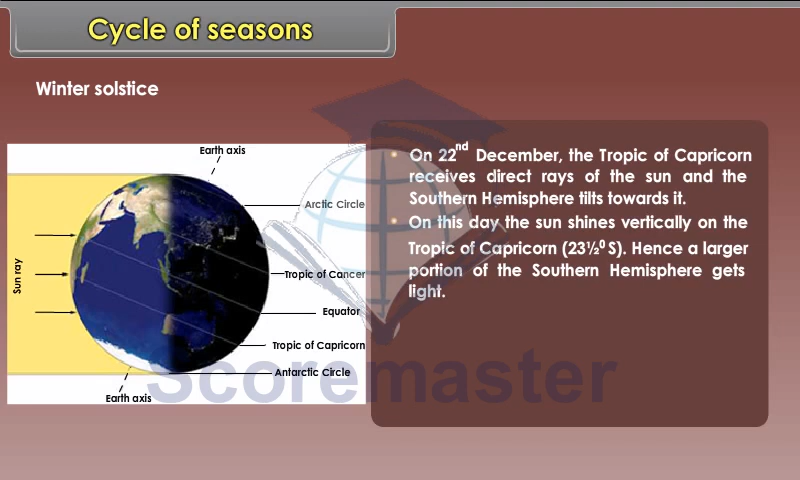 Cycle of seasons
Winter solstice
Earth axis
Arctic Circle
Tropic of Cancer
Equator
Tropic of Capricorn
Antarctic Circle
Earth axis
Sun ray
• On 22nd December, the Tropic of Capricorn
receives direct rays of the sun and the
Southern Hemisphere tilts towards it.
• On this day the sun shines vertically on the
Tropic of Capricorn (23½⁰ S). Hence a larger
portion of the Southern Hemisphere gets
light.
Scoremaster